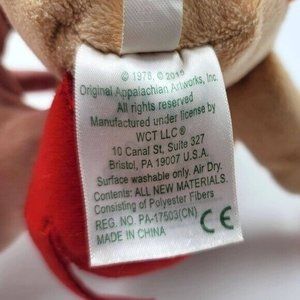 © 1978, © 2015
Original Appalachian Artworks, Inc.
All rights reserved
Manufactured under license by
WCT LLC®
10 Canal St, Suite 327
Bristol, PA 19007 U.S.A.
Surface washable only. Air Dry.
Contents: ALL NEW MATERIALS.
Consisting of Polyester Fibers
REG. NO. PA-17503(CN) CE
MADE IN CHINA